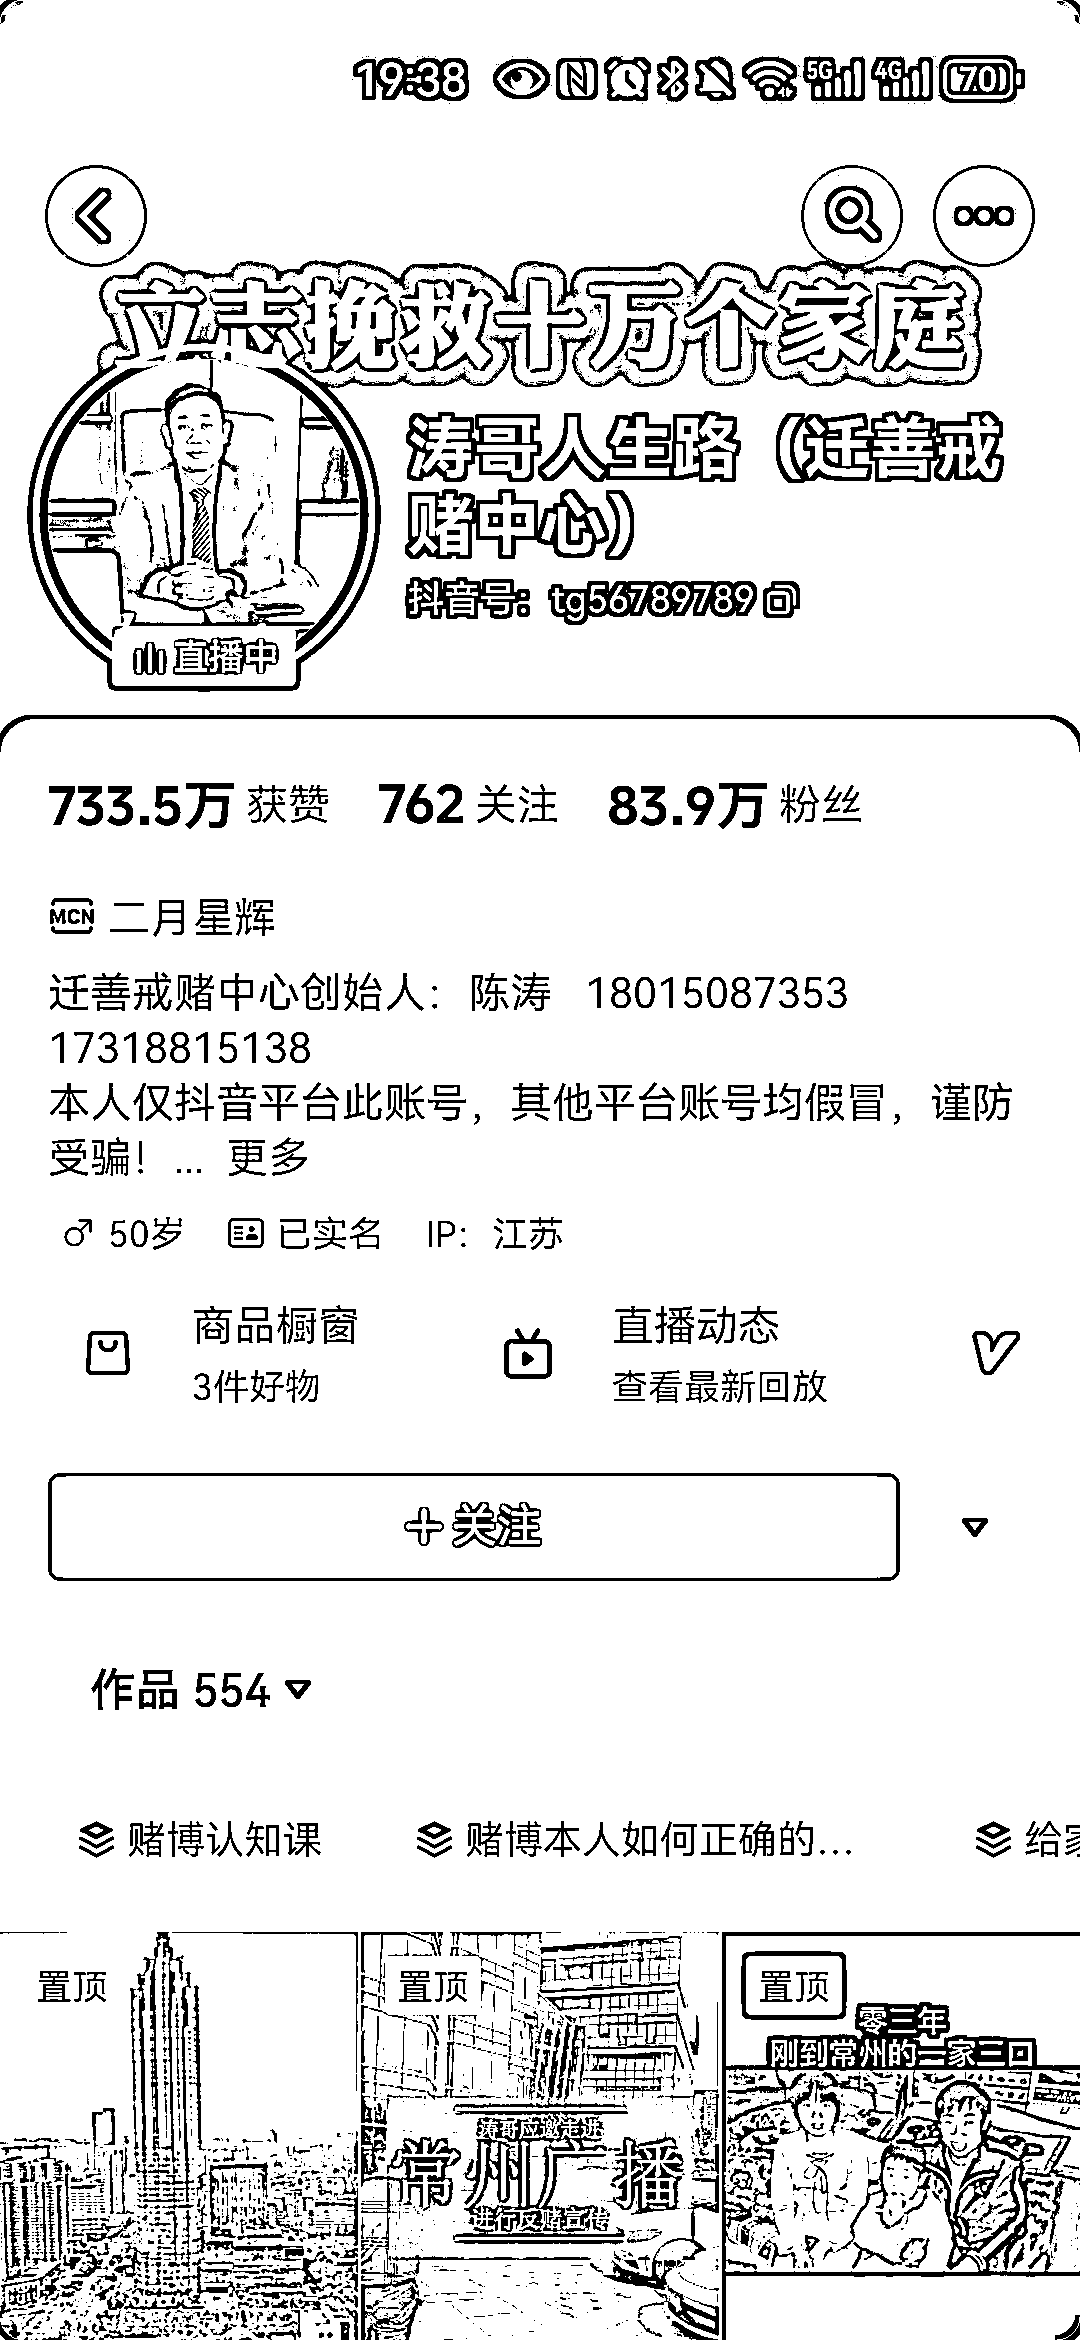 19:38 5G 4G 70
立志挽救十万个家庭
涛哥人生路（迁善戒
赌中心）
抖音号：tg56789789
直播中
733.5万 获赞 762 关注 83.9万 粉丝
MCN 二月星辉
迁善戒赌中心创始人：陈涛 18015087353
17318815138
本人仅抖音平台此账号，其他平台账号均假冒，谨防
受骗！... 更多
♂ 50岁 已实名 IP：江苏
商品橱窗 直播动态
3件好物 查看最新回放
+关注
作品 554
赌博认知课 赌博本人如何正确的... 给家
置顶 置顶 置顶
零三年
刚到常州的一家三口
涛哥应邀走进
常州广播
进行反赌宣传